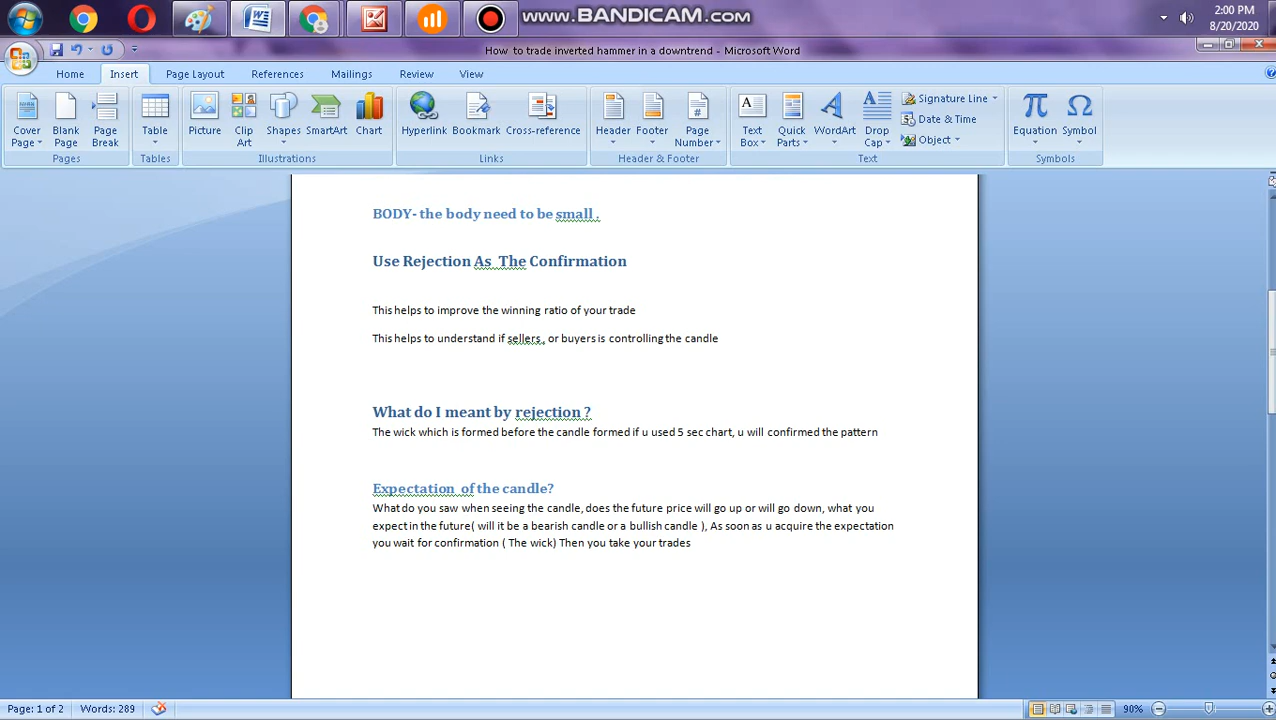 www.BANDICAM.com
2:00 PM
8/20/2020
How to trade inverted hammer in a downtrend - Microsoft Word
Home Insert Page Layout References Mailings Review View
Cover Page Blank Page Page Break Table Picture Clip Art Shapes SmartArt Chart Hyperlink Bookmark Cross-reference Header Footer Page Number Text Box Quick Parts WordArt Drop Cap Signature Line Date & Time Object Equation Symbol
Pages Tables Illustrations Links Header & Footer Text Symbols
BODY- the body need to be small .
Use Rejection As  The Confirmation
This helps to improve the winning ratio of your trade
This helps to understand if sellers , or buyers is controlling the candle
What do I meant by rejection ?
The wick which is formed before the candle formed if u used 5 sec chart, u will confirmed the pattern
Expectation  of the candle?
What do you saw when seeing the candle, does the future price will go up or will go down, what you
expect in the future( will it be a bearish candle or a bullish candle ), As soon as u acquire the expectation
you wait for confirmation ( The wick) Then you take your trades
Page: 1 of 2 Words: 289 90%